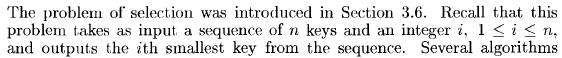 The problem of selection was introduced in Section 3.6. Recall that this
problem takes as input a sequence of n keys and an integer i, 1 ≤ i ≤ n,
and outputs the ith smallest key from the sequence. Several algorithms